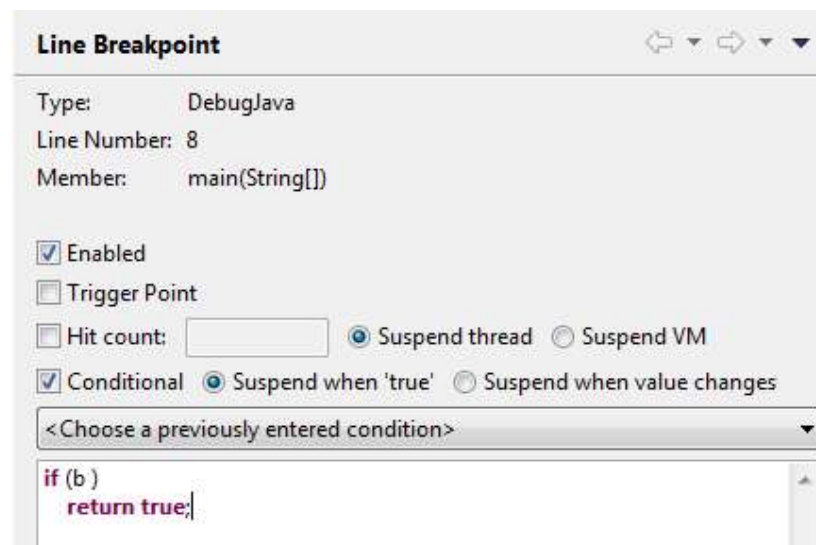 Line Breakpoint
Type: DebugJava
Line Number: 8
Member: main(String[])
Enabled
Trigger Point
Hit count: Suspend thread Suspend VM
Conditional Suspend when 'true' Suspend when value changes
<Choose a previously entered condition>
if (b )
return true;